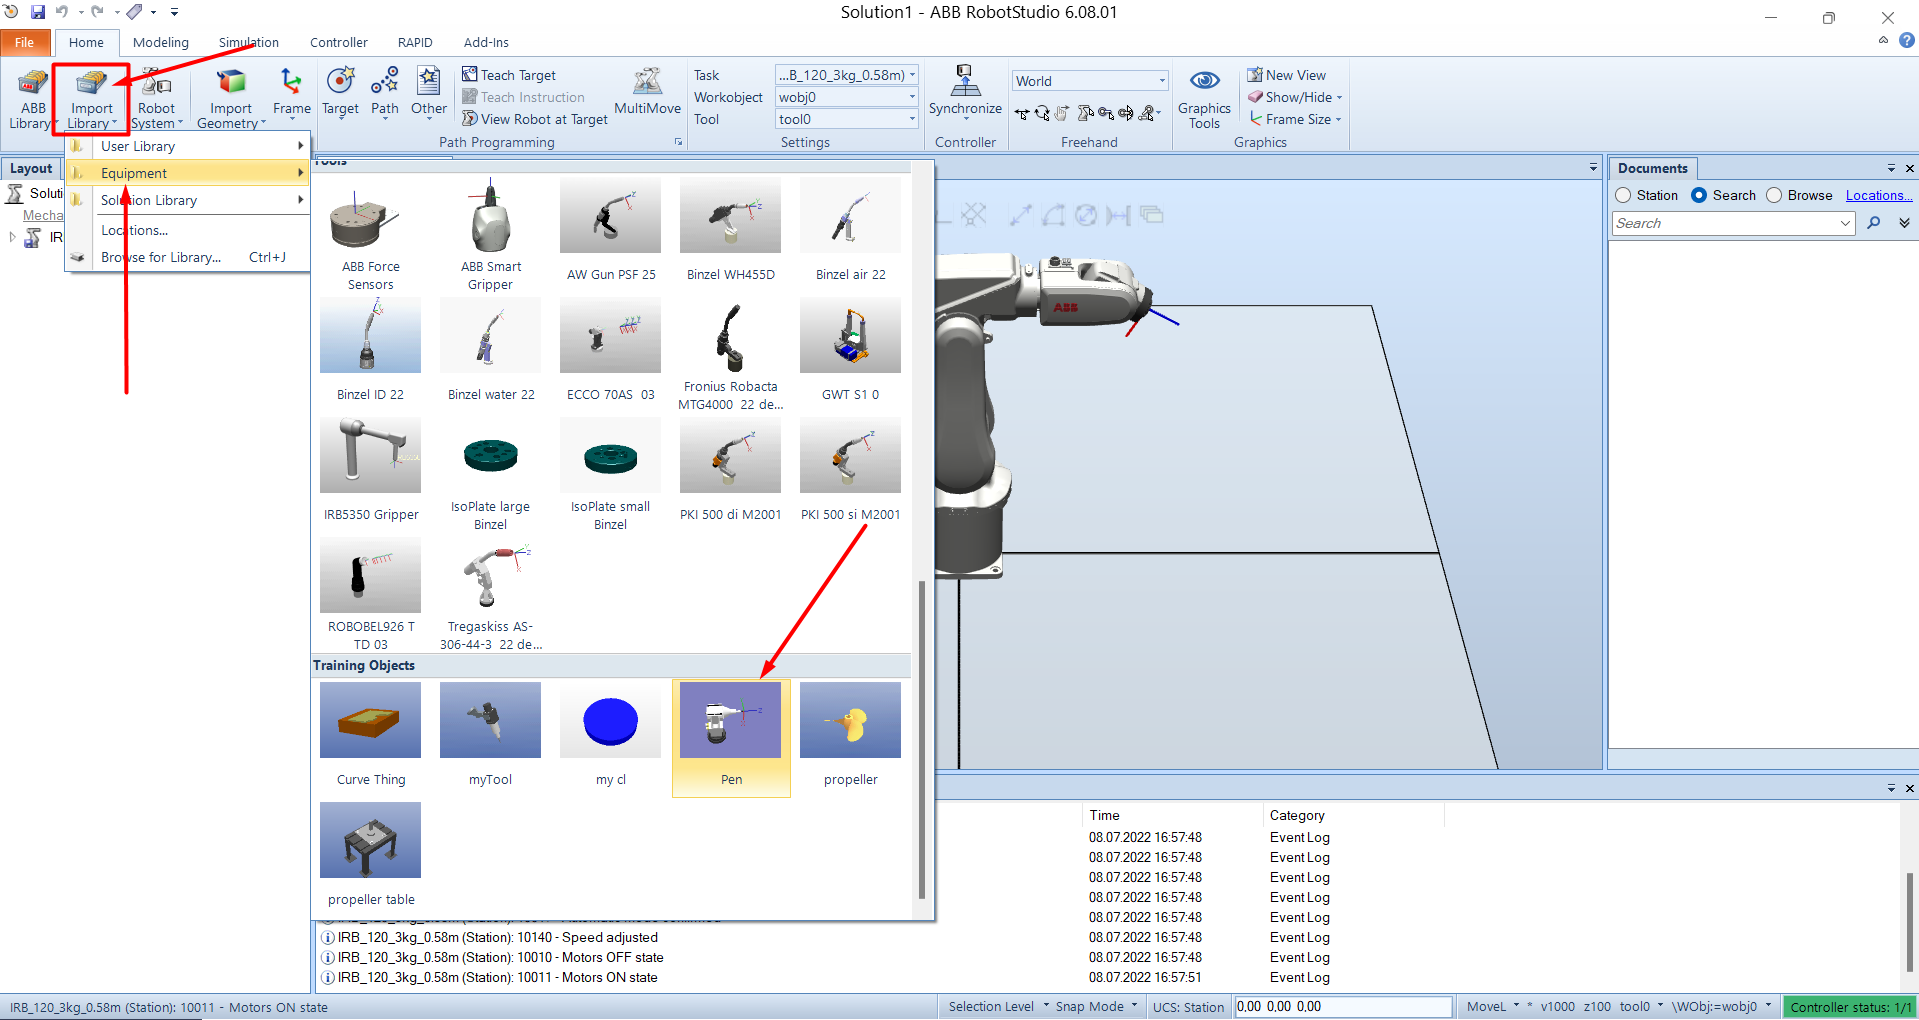 Solution1 - ABB RobotStudio 6.08.01
File
Home
Modeling
Simulation
Controller
RAPID
Add-Ins
ABB
Library
Import
Library
Robot
System
Import
Geometry
Frame
Target
Path
Other
Teach Target
Teach Instruction
View Robot at Target
MultiMove
Path Programming
Task
...B_120_3kg_0.58m)
Workobject
wobj0
Tool
tool0
Settings
Synchronize
Controller
World
Freehand
Graphics
Tools
New View
Show/Hide
Frame Size
Graphics
User Library
Equipment
Solution Library
Locations...
Browse for Library...
Ctrl+J
Layout
Soluti
Mecha
IR
Tools
ABB Force
Sensors
ABB Smart
Gripper
AW Gun PSF 25
Binzel WH455D
Binzel air 22
Binzel ID 22
Binzel water 22
ECCO 70AS 03
Fronius Robacta
MTG4000 22 de...
GWT S1 0
IRB5350 Gripper
IsoPlate large
Binzel
IsoPlate small
Binzel
PKI 500 di M2001
PKI 500 si M2001
ROBOBEL926 T
TD 03
Tregaskiss AS-
306-44-3 22 de...
Training Objects
Curve Thing
myTool
my cl
Pen
propeller
propeller table
ABB
Documents
Station
Search
Browse
Locations...
Search
Time
Category
08.07.2022 16:57:48
Event Log
08.07.2022 16:57:48
Event Log
08.07.2022 16:57:48
Event Log
08.07.2022 16:57:48
Event Log
08.07.2022 16:57:48
Event Log
IRB_120_3kg_0.58m (Station): 10140 - Speed adjusted
08.07.2022 16:57:48
Event Log
IRB_120_3kg_0.58m (Station): 10010 - Motors OFF state
08.07.2022 16:57:48
Event Log
IRB_120_3kg_0.58m (Station): 10011 - Motors ON state
08.07.2022 16:57:51
Event Log
IRB_120_3kg_0.58m (Station): 10011 - Motors ON state
Selection Level
Snap Mode
UCS: Station
0,00 0,00 0,00
MoveL
* v1000 z100 tool0
\WObj:=wobj0
Controller status: 1/1